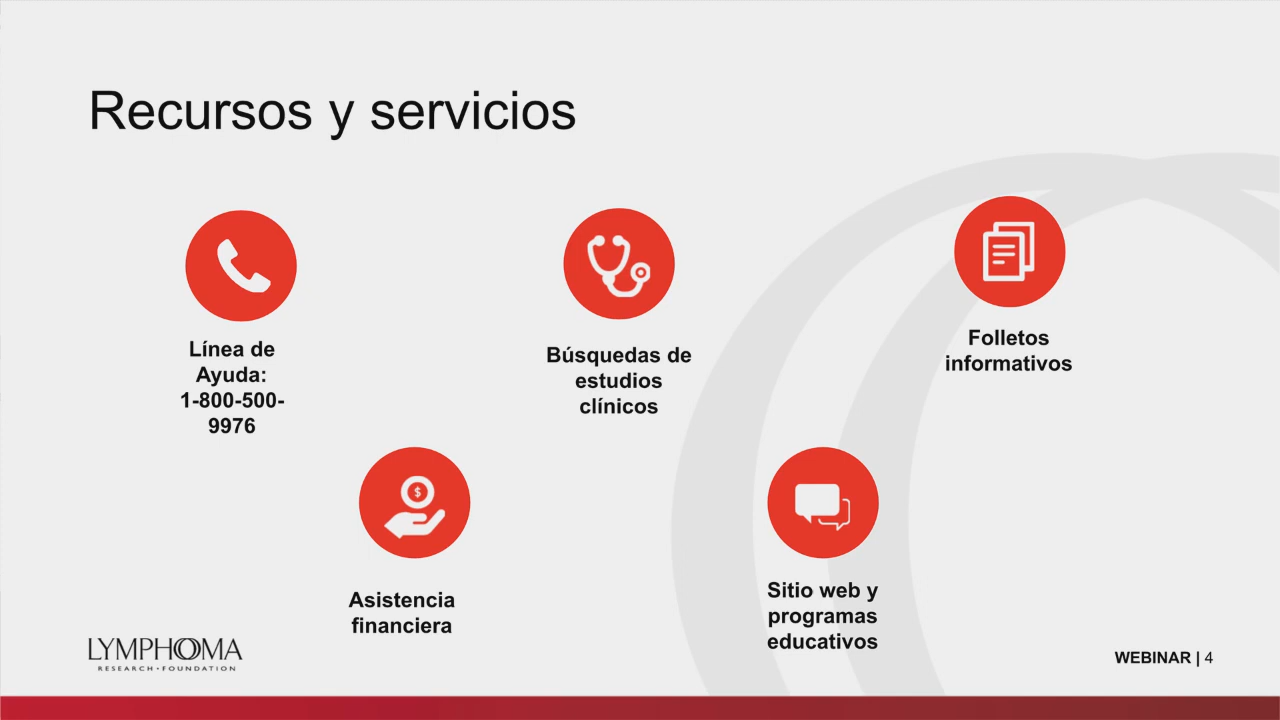 Recursos y servicios
Línea de
Ayuda:
1-800-500-
9976
Búsquedas de
estudios
clínicos
Folletos
informativos
$
Asistencia
financiera
Sitio web y
programas
educativos
LYMPHOMA
RESEARCH • FOUNDATION
WEBINAR | 4